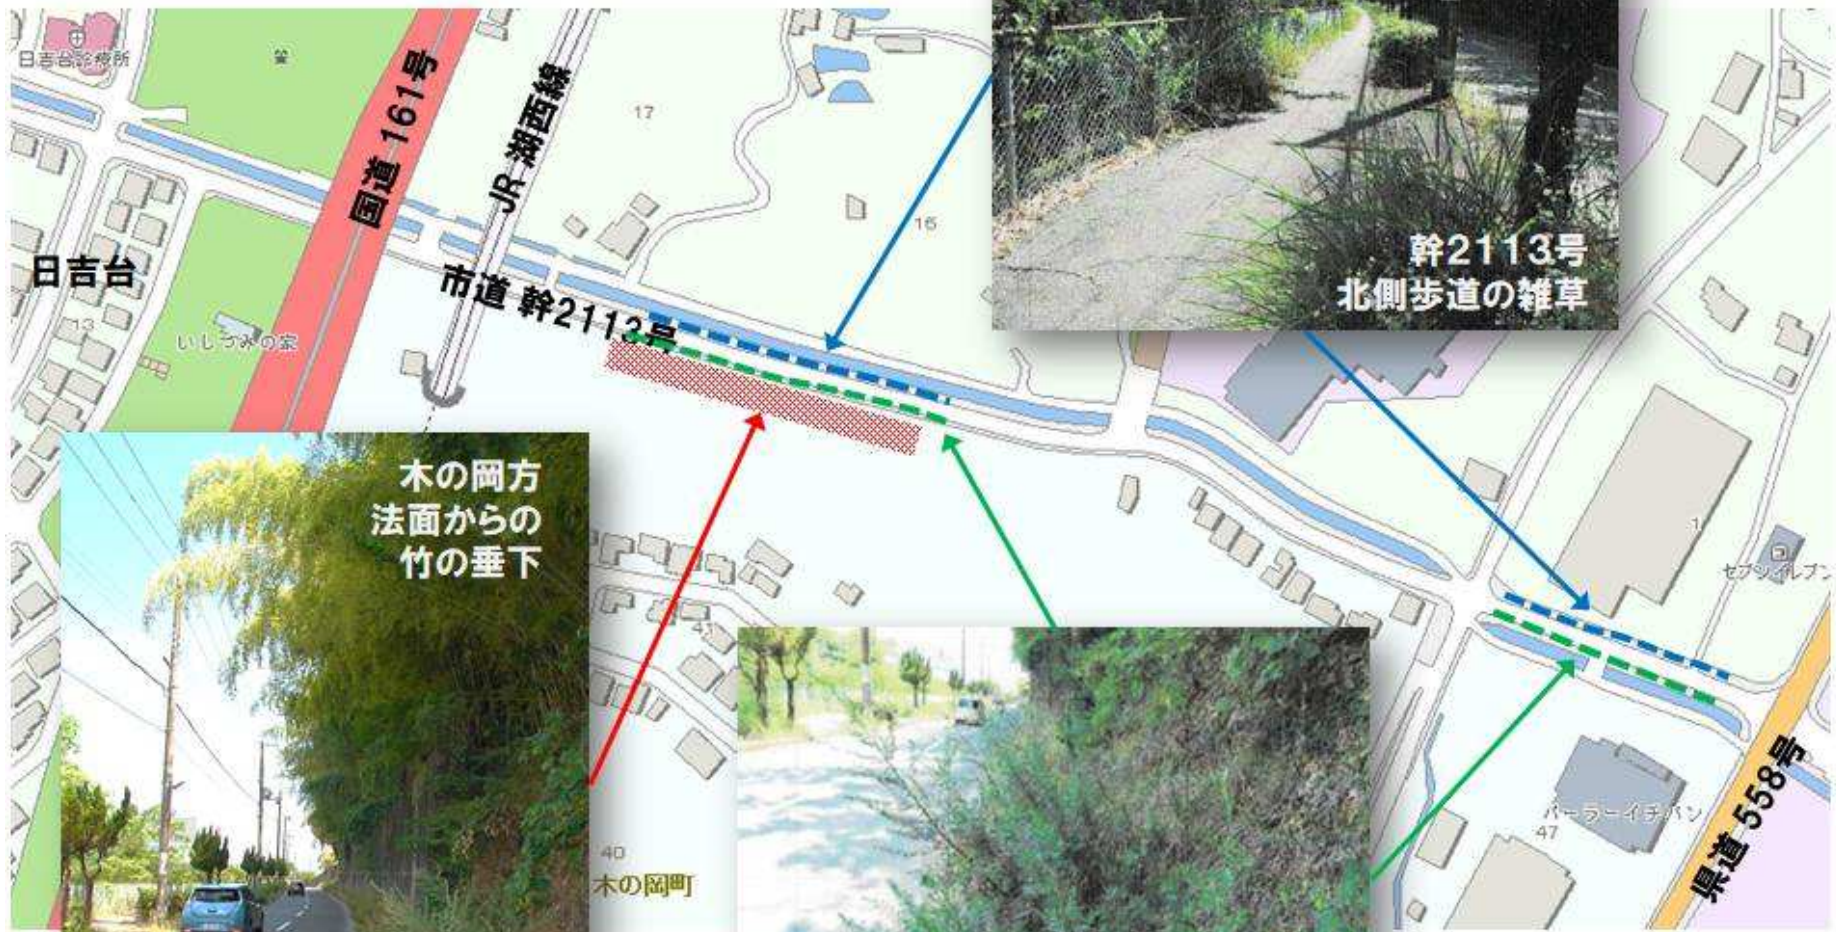 日吉台診療所
国道 161号
JR 湖西線
17
16
幹2113号
北側歩道の雑草
日吉台
市道 幹2113号
13
いしづみの家
木の岡方
法面からの
竹の垂下
1
セブンイレブン
41
40
木の岡町
パーラーイチバン
47
県道 558号